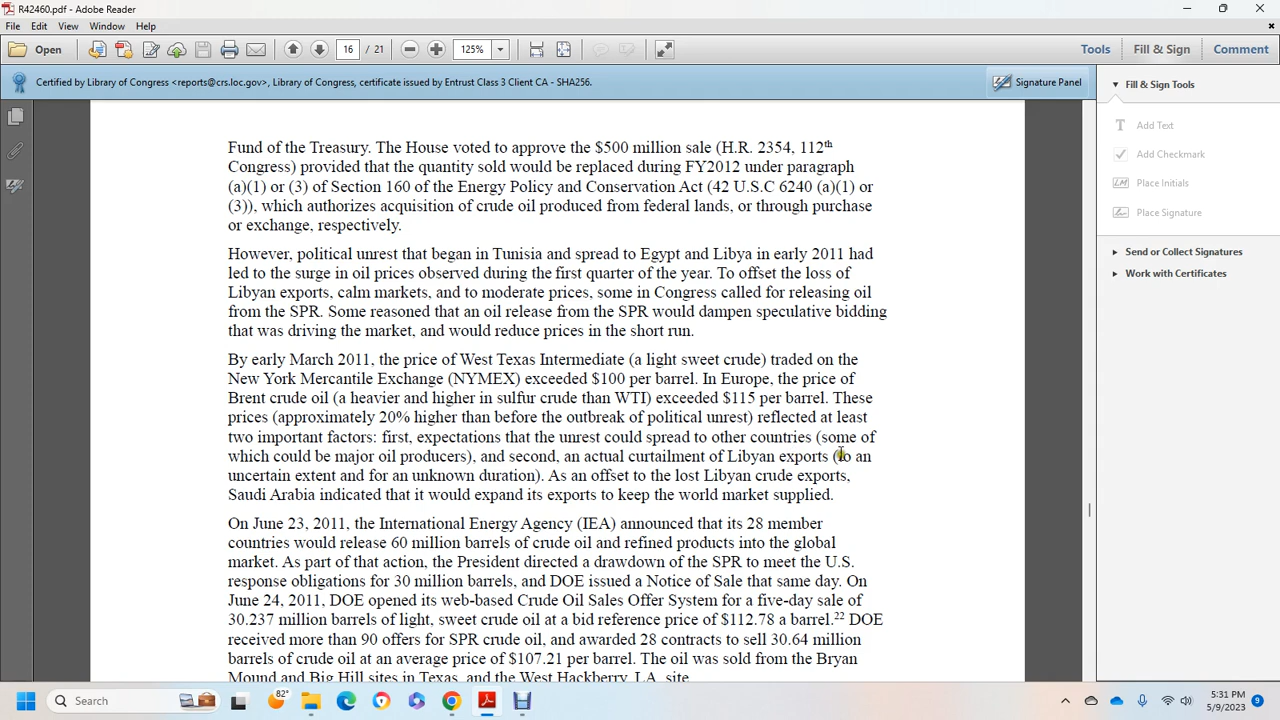 R42460.pdf - Adobe Reader
File Edit View Window Help
Open 16 / 21 125% Tools Fill & Sign Comment
Certified by Library of Congress <reports@crs.loc.gov>, Library of Congress, certificate issued by Entrust Class 3 Client CA - SHA256. Signature Panel
Fill & Sign Tools
Add Text
Add Checkmark
Place Initials
Place Signature
Send or Collect Signatures
Work with Certificates
Fund of the Treasury. The House voted to approve the $500 million sale (H.R. 2354, 112th
Congress) provided that the quantity sold would be replaced during FY2012 under paragraph
(a)(1) or (3) of Section 160 of the Energy Policy and Conservation Act (42 U.S.C 6240 (a)(1) or
(3)), which authorizes acquisition of crude oil produced from federal lands, or through purchase
or exchange, respectively.
However, political unrest that began in Tunisia and spread to Egypt and Libya in early 2011 had
led to the surge in oil prices observed during the first quarter of the year. To offset the loss of
Libyan exports, calm markets, and to moderate prices, some in Congress called for releasing oil
from the SPR. Some reasoned that an oil release from the SPR would dampen speculative bidding
that was driving the market, and would reduce prices in the short run.
By early March 2011, the price of West Texas Intermediate (a light sweet crude) traded on the
New York Mercantile Exchange (NYMEX) exceeded $100 per barrel. In Europe, the price of
Brent crude oil (a heavier and higher in sulfur crude than WTI) exceeded $115 per barrel. These
prices (approximately 20% higher than before the outbreak of political unrest) reflected at least
two important factors: first, expectations that the unrest could spread to other countries (some of
which could be major oil producers), and second, an actual curtailment of Libyan exports (to an
uncertain extent and for an unknown duration). As an offset to the lost Libyan crude exports,
Saudi Arabia indicated that it would expand its exports to keep the world market supplied.
On June 23, 2011, the International Energy Agency (IEA) announced that its 28 member
countries would release 60 million barrels of crude oil and refined products into the global
market. As part of that action, the President directed a drawdown of the SPR to meet the U.S.
response obligations for 30 million barrels, and DOE issued a Notice of Sale that same day. On
June 24, 2011, DOE opened its web-based Crude Oil Sales Offer System for a five-day sale of
30.237 million barrels of light, sweet crude oil at a bid reference price of $112.78 a barrel.22 DOE
received more than 90 offers for SPR crude oil, and awarded 28 contracts to sell 30.64 million
barrels of crude oil at an average price of $107.21 per barrel. The oil was sold from the Bryan
Mound and Big Hill sites in Texas, and the West Hackberry, LA, site.
Search 82° 5:31 PM
5/9/2023 9